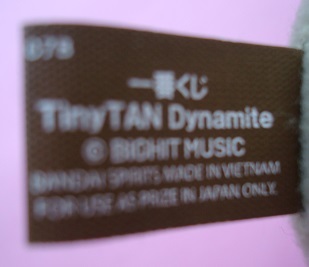 078
一番くじ
TinyTAN Dynamite
© BIGHIT MUSIC
BANDAI SPIRITS MADE IN VIETNAM
FOR USE AS PRIZE IN JAPAN ONLY.